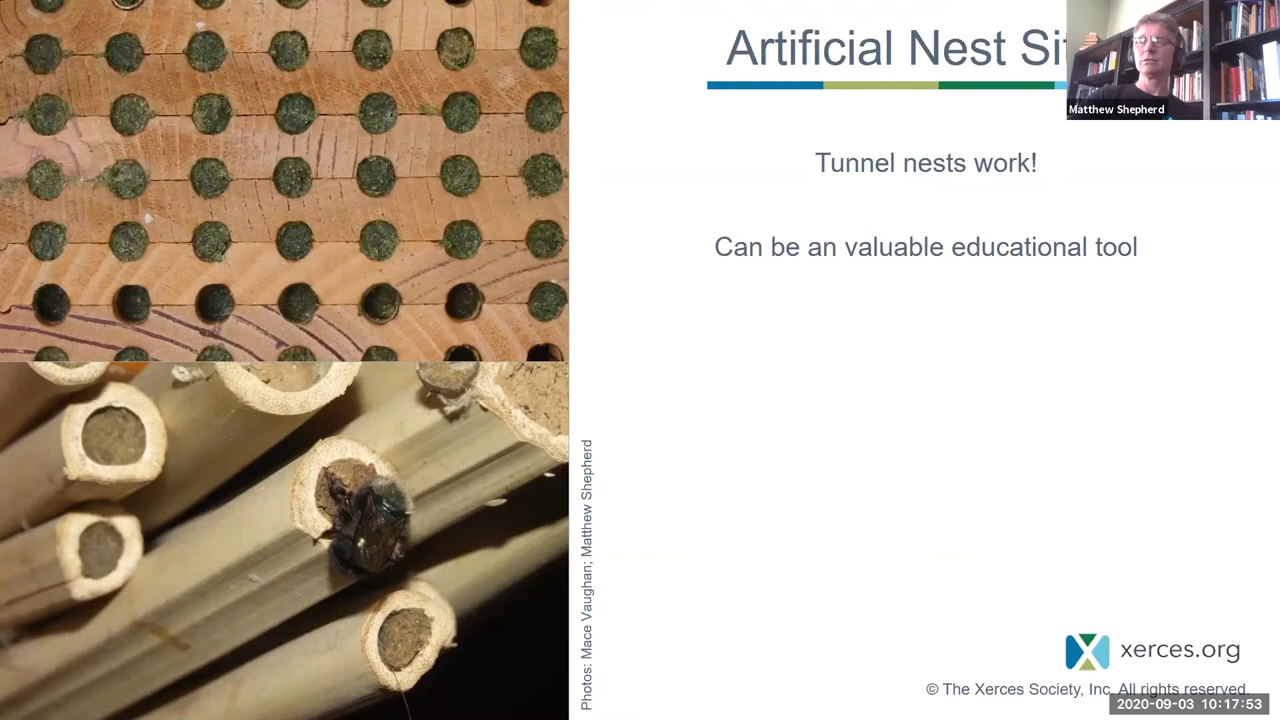 Artificial Nest
Matthew Shepherd
Tunnel nests work!
Can be an valuable educational tool
Photos: Mace Vaughan; Matthew Shepherd
xerces.org
© The Xerces Society, Inc. All rights reserved.
2020-09-03 10:17:53